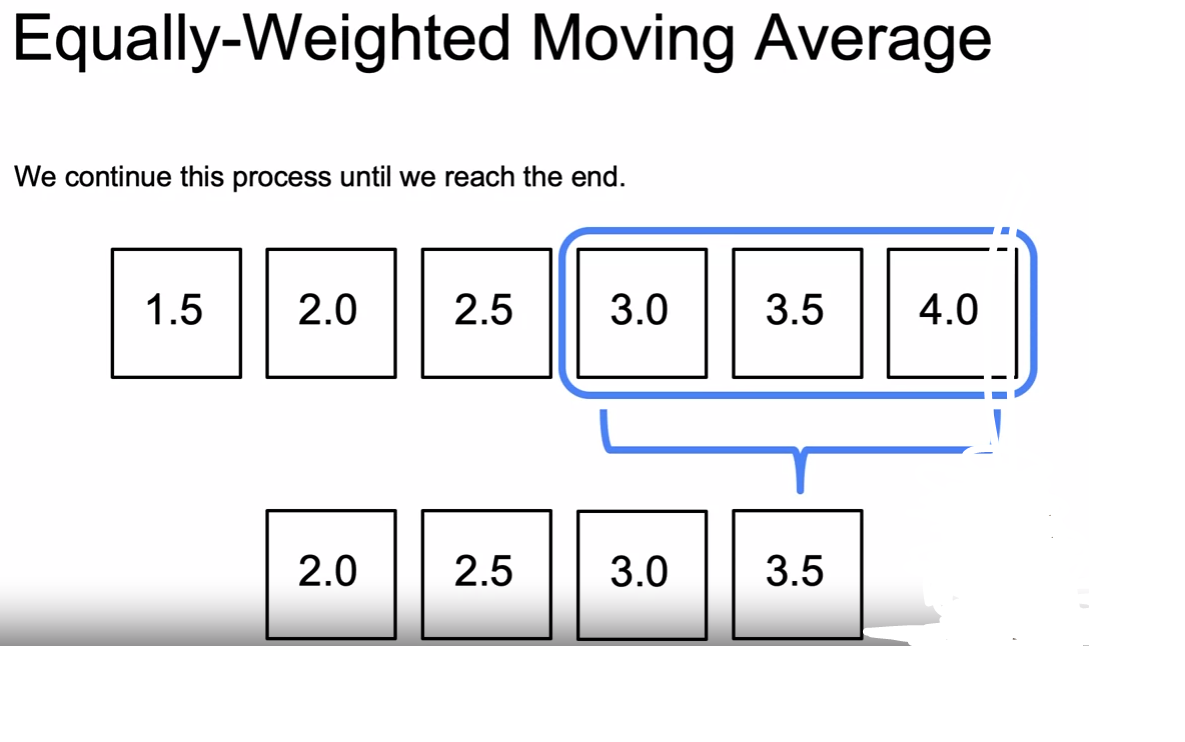 Equally-Weighted Moving Average
We continue this process until we reach the end.
1.5 2.0 2.5 3.0 3.5 4.0
2.0 2.5 3.0 3.5